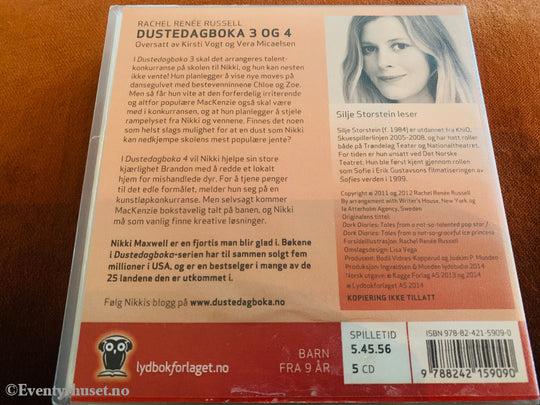 RACHEL RENÉE RUSSELL
DUSTEDAGBOKA 3 OG 4
Oversatt av Kirsti Vogt og Vera Micaelsen
I Dustedagboka 3 skal det arrangeres talent-
konkurranse på skolen til Nikki, og hun kan nesten
ikke vente! Hun planlegger å vise nye moves på
dansegulvet med bestevenninnene Chloe og Zoe.
Men så får hun vite at den forferdelig irriterende
og altfor populære MacKenzie også skal være
med i konkurransen, og at hun planlegger å stjele
rampelyset fra Nikki og vennene. Finnes det noen
som helst slags mulighet for at en dust som Nikki
kan nedkjempe skolens mest populære jente?
I Dustedagboka 4 vil Nikki hjelpe sin store
kjærlighet Brandon med å redde et lokalt
hjem for mishandlede dyr. For å tjene penger
til det edle formålet, melder hun seg på en
kunstløpkonkurranse. Men selvsagt kommer
MacKenzie bokstavelig talt på banen, og Nikki
må som vanlig finne kreative løsninger.
Nikki Maxwell er en fjortis man blir glad i. Bøkene
i Dustedagboka-serien har til sammen solgt fem
millioner i USA, og er en bestselger i mange av de
25 landene den er utkommet i.
Følg Nikkis blogg på www.dustedagboka.no
Silje Storstein leser
Silje Storstein (f. 1984) er utdannet fra KHiO,
Skuespillerlinjen 2005-2008, og har hatt roller
både på Trøndelag Teater og Nationaltheatret.
For tiden er hun ansatt ved Det Norske
Teatret. Hun ble først kjent gjennom rollen
som Sofie i Erik Gustavsons filmatisering av
Sofies verden i 1999.
Copyright © 2011 og 2012 Rachel Renée Russell
By arrangement with Writer's House, New York, og
Ia Atterholm Agency, Sweden
Originalens tittel:
Dork Diaries: Tales from a not-so-talented pop star /
Dork Diaries: Tales from a not-so-graceful ice princess
Forsideillustrasjon: Rachel Renée Russell
Omslagsdesign: Lisa Vega
Produsent: Bodil Vidnes-Kopperud og Joakim P. Munden
Produksjon: Ingvaldsen & Munden lydstudio 2014
Norsk utgave: © Kagge Forlag AS 2013 og 2014
℗ Lydbokforlaget AS 2014
KOPIERING IKKE TILLATT
lydbokforlaget.no
BARN
FRA 9 ÅR
SPILLETID
5.45.56
5 CD
ISBN 978-82-421-5909-0
9 788242 159090
© Eventyrhuset.no